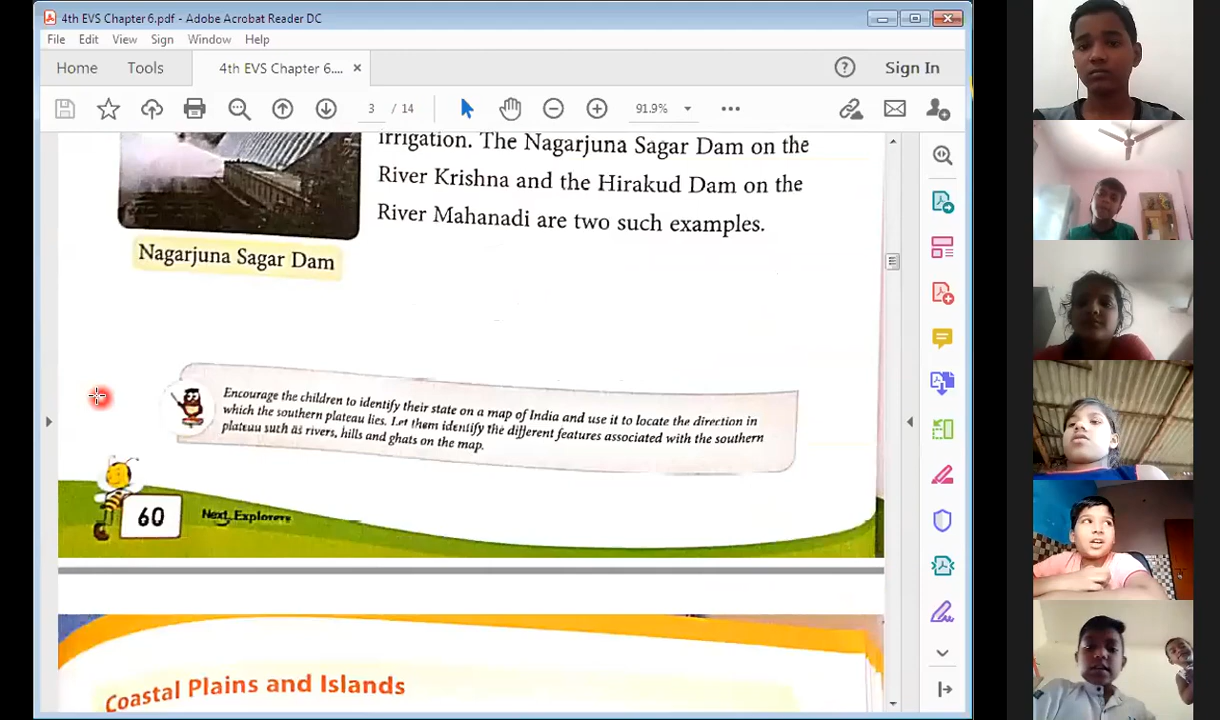 4th EVS Chapter 6.pdf - Adobe Acrobat Reader DC
File Edit View Sign Window Help
Home Tools 4th EVS Chapter 6.... × Sign In
3 / 14 91.9%
Irrigation. The Nagarjuna Sagar Dam on the
River Krishna and the Hirakud Dam on the
River Mahanadi are two such examples.
Nagarjuna Sagar Dam
Encourage the children to identify their state on a map of India and use it to locate the direction in
which the southern plateau lies. Let them identify the different features associated with the southern
plateau such as rivers, hills and ghats on the map.
60 Next Explorers
Coastal Plains and Islands